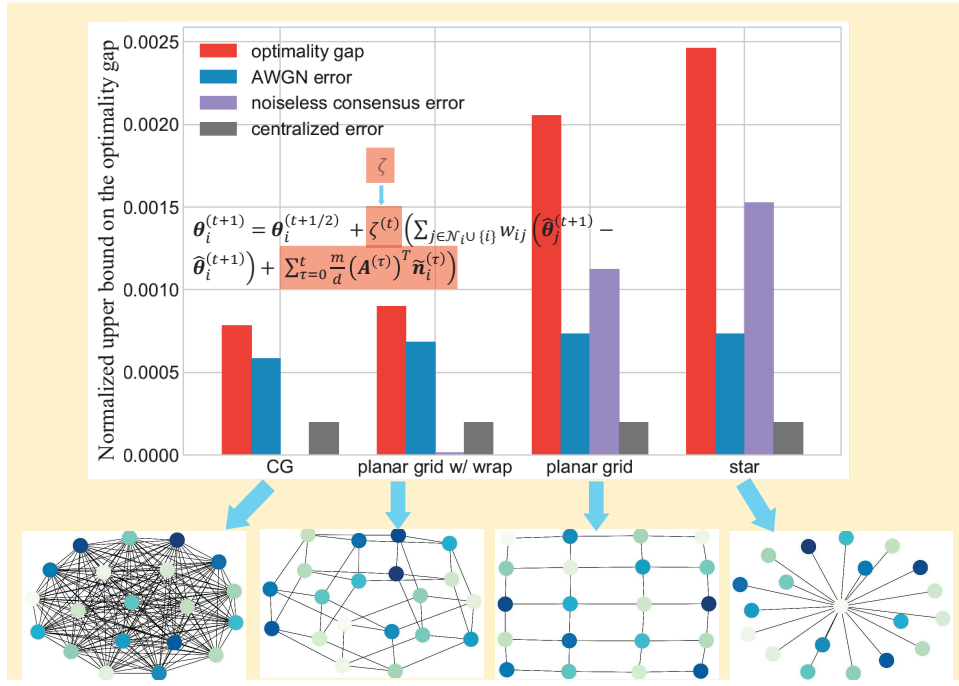 Normalized upper bound on the optimality gap
0.0025
0.0020
0.0015
0.0010
0.0005
0.0000
optimality gap
AWGN error
noiseless consensus error
centralized error
ζ
𝜽_i^{(t+1)} = 𝜽_i^{(t+1/2)} + ζ^{(t)} (∑_{j∈𝒩_i∪{i}} w_{ij} (𝜽̂_j^{(t+1)} −
𝜽̂_i^{(t+1)}) + ∑_{τ=0}^{t} m/d (𝑨^{(τ)})^T 𝒏̃_i^{(τ)})
CG planar grid w/ wrap planar grid star